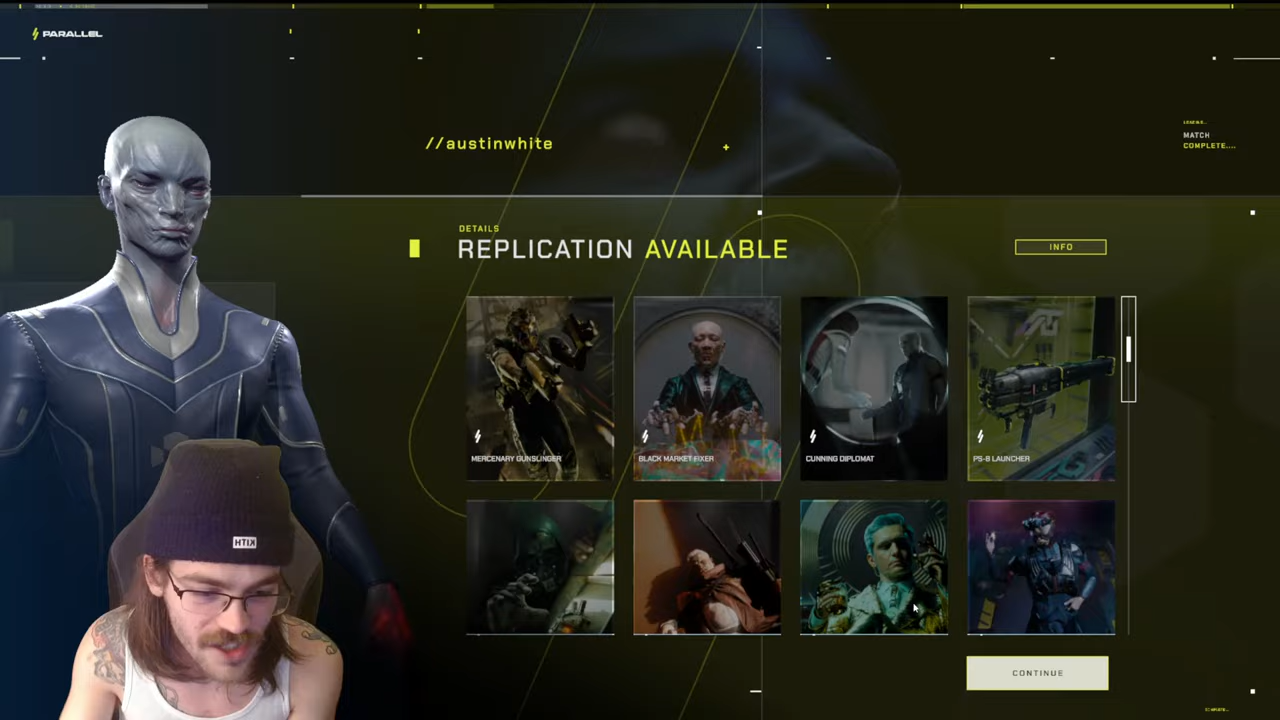 PARALLEL
//austinwhite
MATCH
COMPLETE....
DETAILS
REPLICATION AVAILABLE
INFO
MERCENARY GUNSLINGER
BLACK MARKET FIXER
CUNNING DIPLOMAT
PS-8 LAUNCHER
KITH
CONTINUE